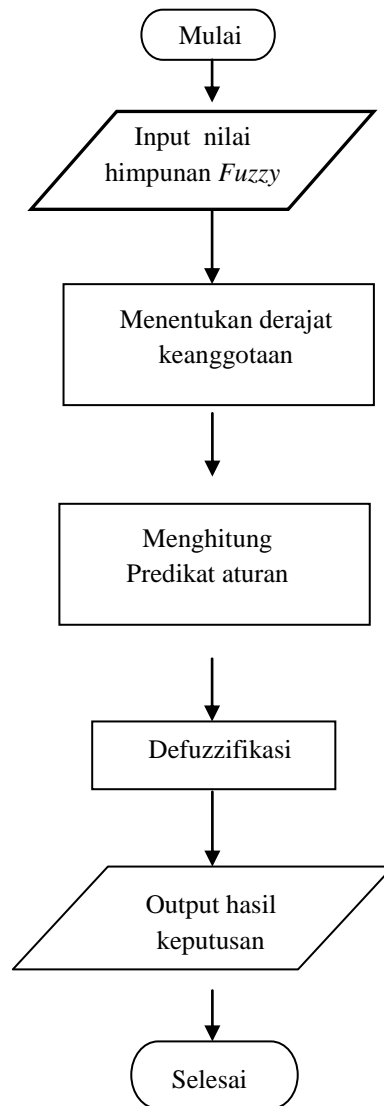 Mulai
Input nilai
himpunan Fuzzy
Menentukan derajat
keanggotaan
Menghitung
Predikat aturan
Defuzzifikasi
Output hasil
keputusan
Selesai